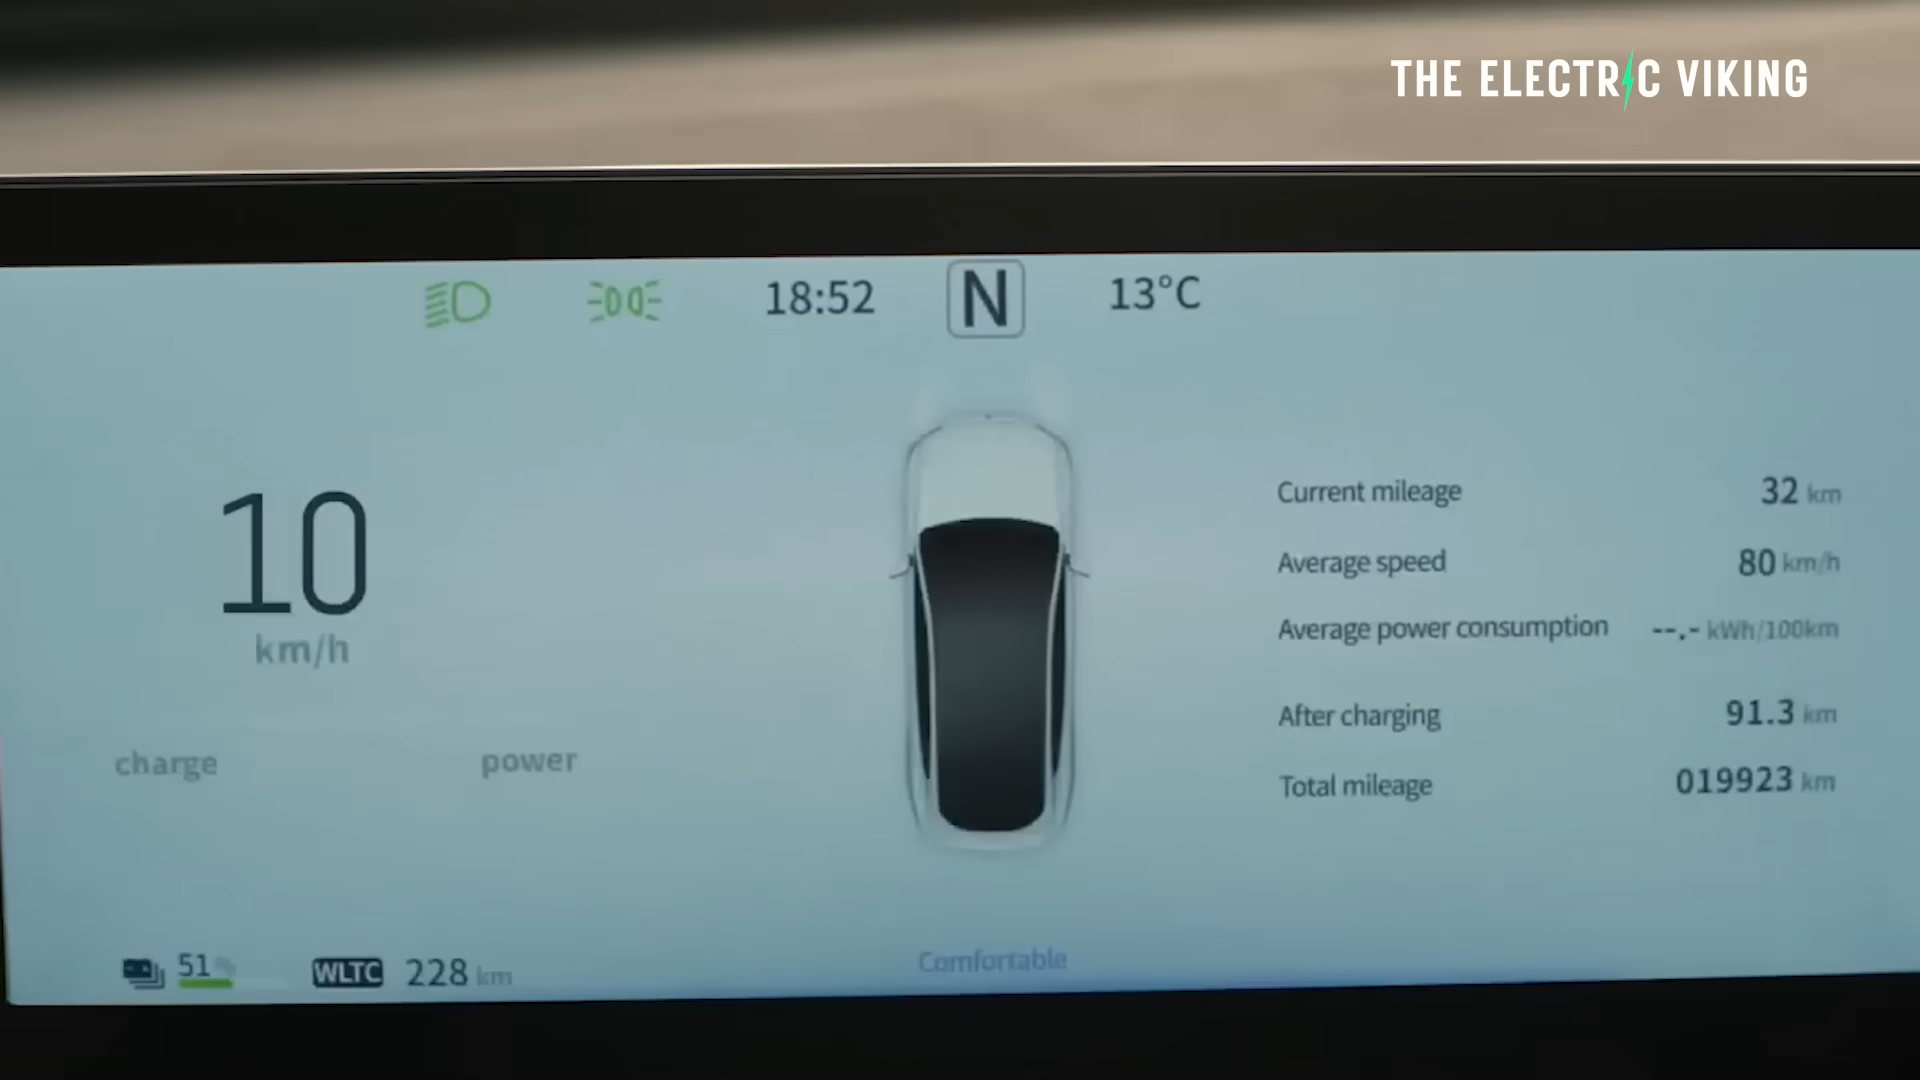 THE ELECTRIC VIKING
18:52 N 13°C
10
km/h
charge power
Current mileage 32 km
Average speed 80 km/h
Average power consumption --.- kWh/100km
After charging 91.3 km
Total mileage 019923 km
51 %
WLTC 228 km
Comfortable